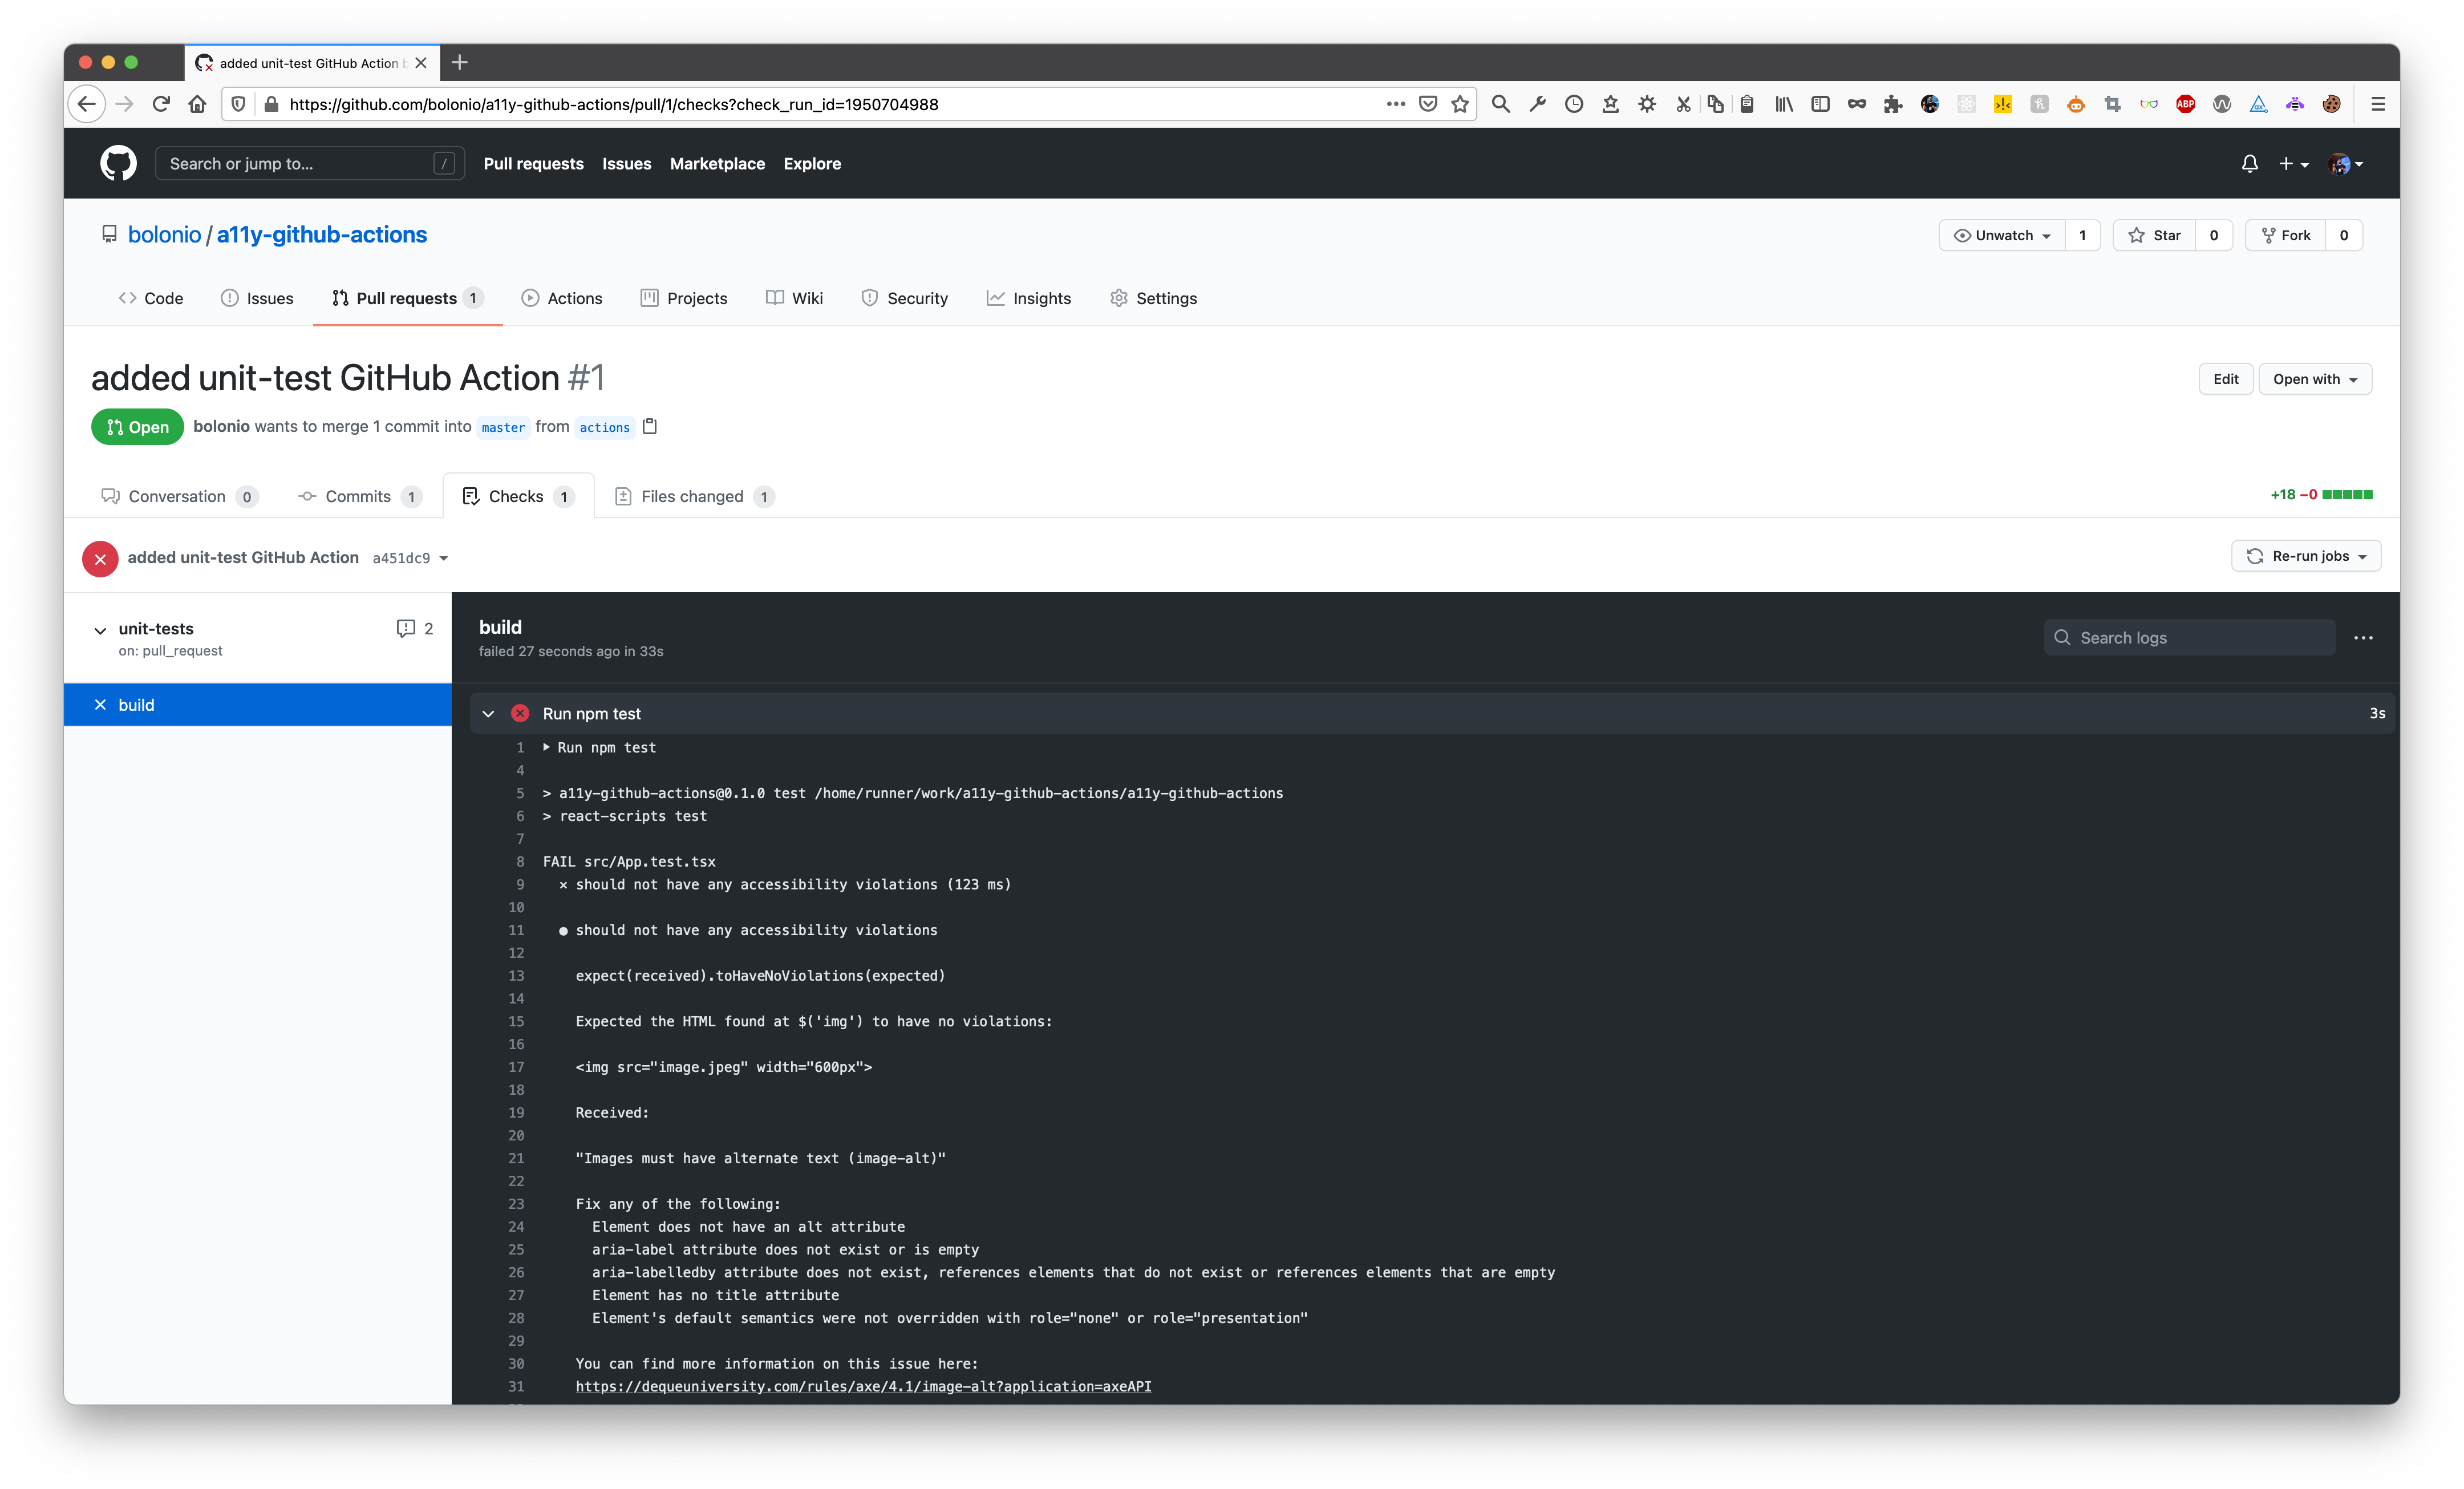 added unit-test GitHub Action b
https://github.com/bolonio/a11y-github-actions/pull/1/checks?check_run_id=1950704988
ABP
Search or jump to... /
Pull requests Issues Marketplace Explore
bolonio / a11y-github-actions
Unwatch 1 Star 0 Fork 0
Code Issues Pull requests 1 Actions Projects Wiki Security Insights Settings
added unit-test GitHub Action #1
Edit Open with
Open bolonio wants to merge 1 commit into master from actions
Conversation 0 Commits 1 Checks 1 Files changed 1
+18 −0
added unit-test GitHub Action a451dc9
Re-run jobs
unit-tests 2
on: pull_request
build
build
failed 27 seconds ago in 33s
Search logs
Run npm test 3s
1 Run npm test
4
5 > a11y-github-actions@0.1.0 test /home/runner/work/a11y-github-actions/a11y-github-actions
6 > react-scripts test
7
8 FAIL src/App.test.tsx
9 × should not have any accessibility violations (123 ms)
10
11 ● should not have any accessibility violations
12
13 expect(received).toHaveNoViolations(expected)
14
15 Expected the HTML found at $('img') to have no violations:
16
17 <img src="image.jpeg" width="600px">
18
19 Received:
20
21 "Images must have alternate text (image-alt)"
22
23 Fix any of the following:
24 Element does not have an alt attribute
25 aria-label attribute does not exist or is empty
26 aria-labelledby attribute does not exist, references elements that do not exist or references elements that are empty
27 Element has no title attribute
28 Element's default semantics were not overridden with role="none" or role="presentation"
29
30 You can find more information on this issue here:
31 https://dequeuniversity.com/rules/axe/4.1/image-alt?application=axeAPI